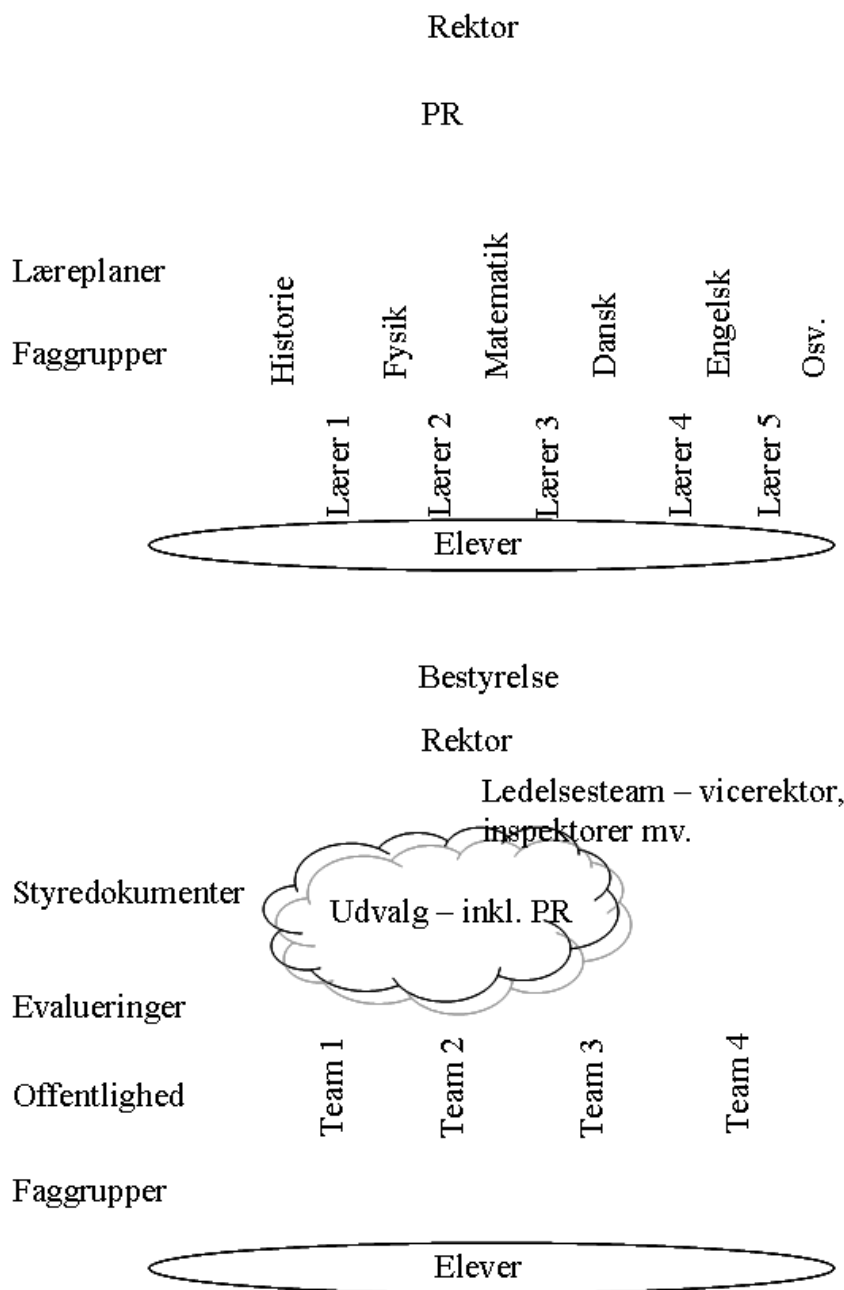 Rektor
PR
Læreplaner
Faggrupper
Historie
Fysik
Matematik
Dansk
Engelsk
Osv.
Lærer 1
Lærer 2
Lærer 3
Lærer 4
Lærer 5
Elever
Bestyrelse
Rektor
Ledelsesteam – vicerektor,
inspektorer mv.
Styredokumenter
Udvalg – inkl. PR
Evalueringer
Offentlighed
Team 1
Team 2
Team 3
Team 4
Faggrupper
Elever